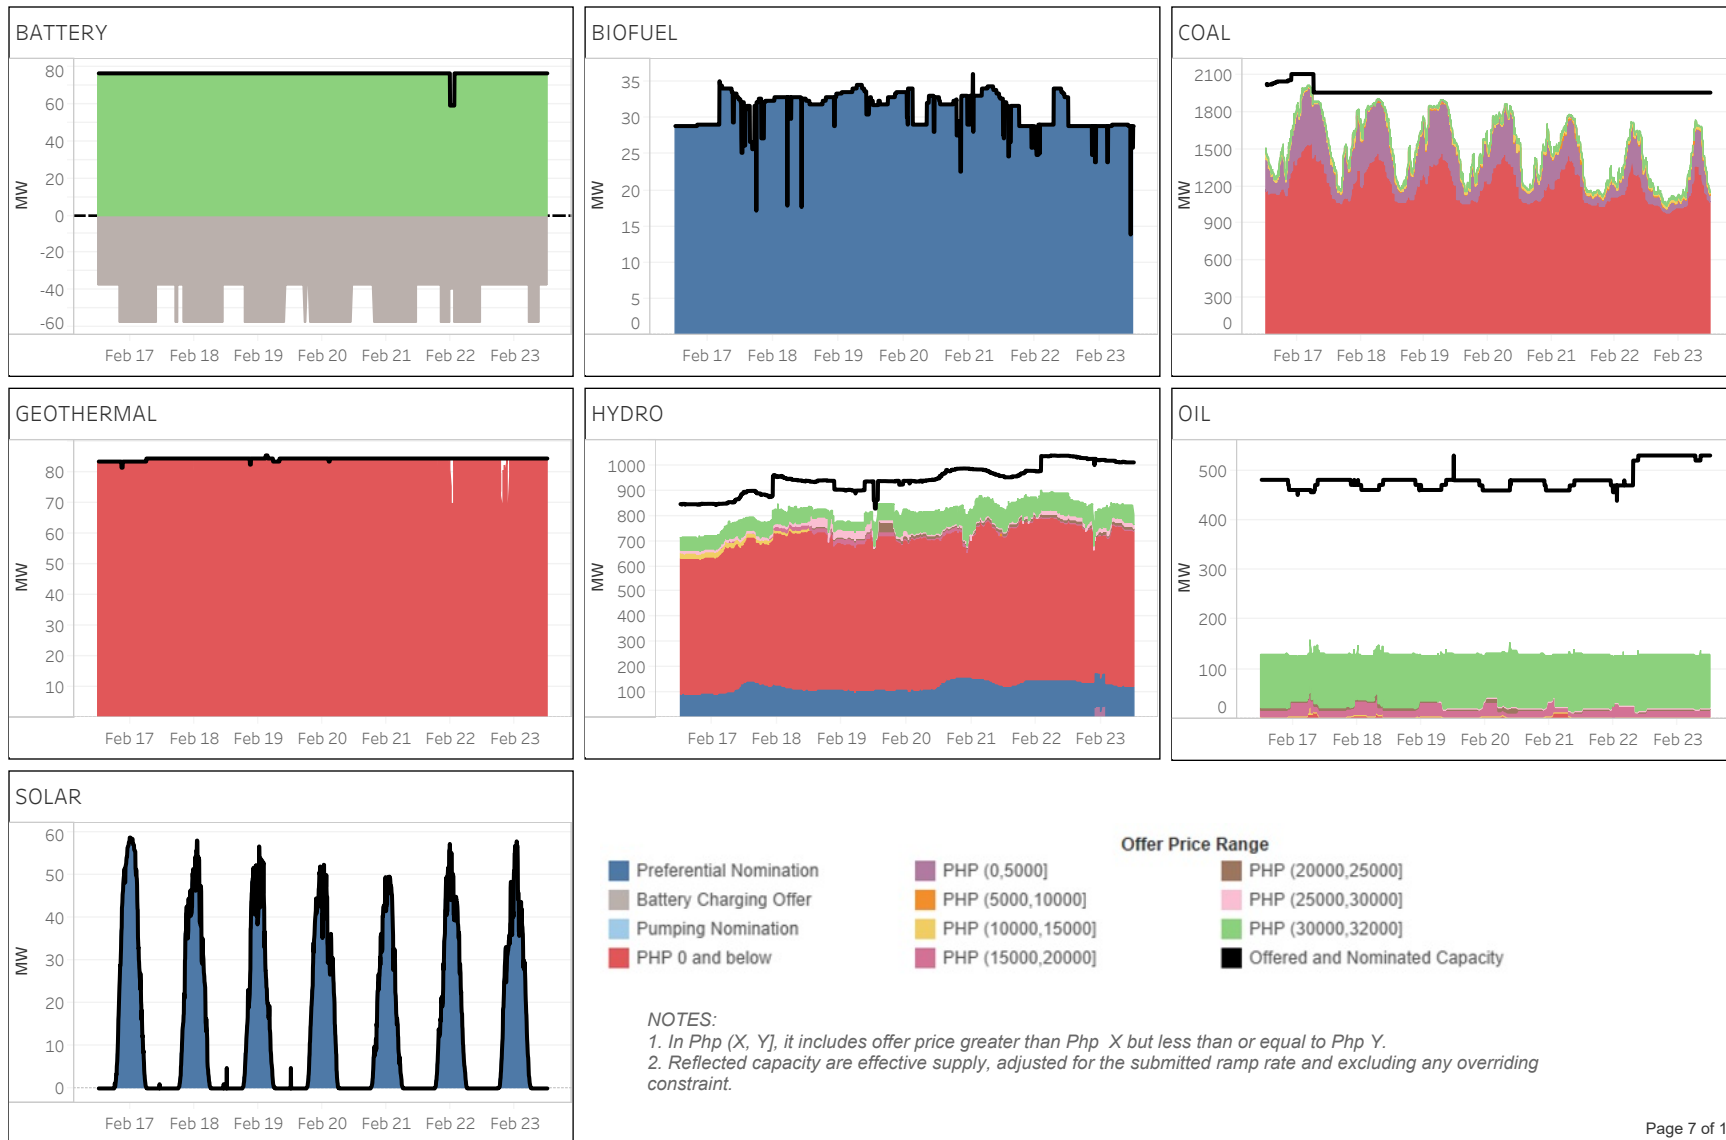 BATTERY
80
60
40
20
0
-20
-40
-60
MW
Feb 17 Feb 18 Feb 19 Feb 20 Feb 21 Feb 22 Feb 23
BIOFUEL
35
30
25
20
15
10
5
0
MW
Feb 17 Feb 18 Feb 19 Feb 20 Feb 21 Feb 22 Feb 23
COAL
2100
1800
1500
1200
900
600
300
0
MW
Feb 17 Feb 18 Feb 19 Feb 20 Feb 21 Feb 22 Feb 23
GEOTHERMAL
80
70
60
50
40
30
20
10
MW
Feb 17 Feb 18 Feb 19 Feb 20 Feb 21 Feb 22 Feb 23
HYDRO
1000
900
800
700
600
500
400
300
200
100
MW
Feb 17 Feb 18 Feb 19 Feb 20 Feb 21 Feb 22 Feb 23
OIL
500
400
300
200
100
0
MW
Feb 17 Feb 18 Feb 19 Feb 20 Feb 21 Feb 22 Feb 23
SOLAR
60
50
40
30
20
10
0
MW
Feb 17 Feb 18 Feb 19 Feb 20 Feb 21 Feb 22 Feb 23
Offer Price Range
Preferential Nomination
Battery Charging Offer
Pumping Nomination
PHP 0 and below
PHP (0,5000]
PHP (5000,10000]
PHP (10000,15000]
PHP (15000,20000]
PHP (20000,25000]
PHP (25000,30000]
PHP (30000,32000]
Offered and Nominated Capacity
NOTES:
1. In Php (X, Y], it includes offer price greater than Php X but less than or equal to Php Y.
2. Reflected capacity are effective supply, adjusted for the submitted ramp rate and excluding any overriding
constraint.
Page 7 of 1